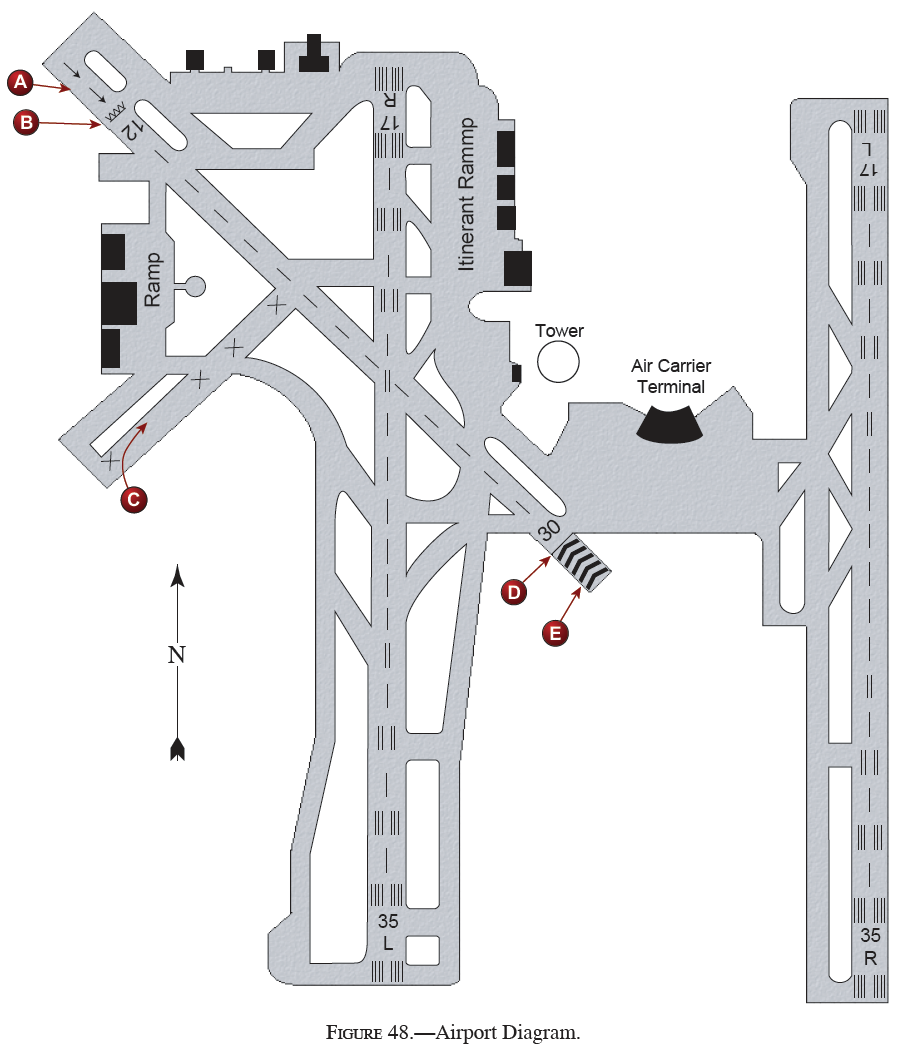 A
B
12
17
R
Itinerant Rammp
17
L
Ramp
Tower
Air Carrier
Terminal
C
30
D
E
N
35
L
35
R
FIGURE 48.—Airport Diagram.